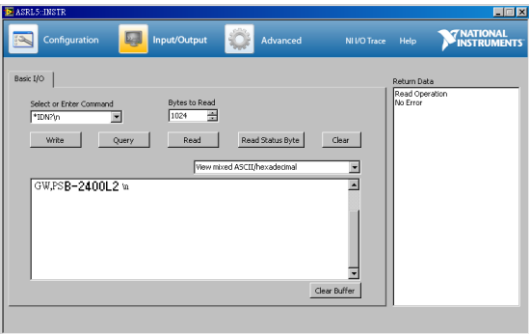 ASRL5::INSTR
Configuration
Input/Output
Advanced
NI I/O Trace
Help
NATIONAL
INSTRUMENTS
Basic I/O
Return Data
Select or Enter Command
Bytes to Read
*IDN?\n
1024
Read Operation
No Error
Write
Query
Read
Read Status Byte
Clear
View mixed ASCII/hexadecimal
GW,PSB-2400L2 \n
Clear Buffer